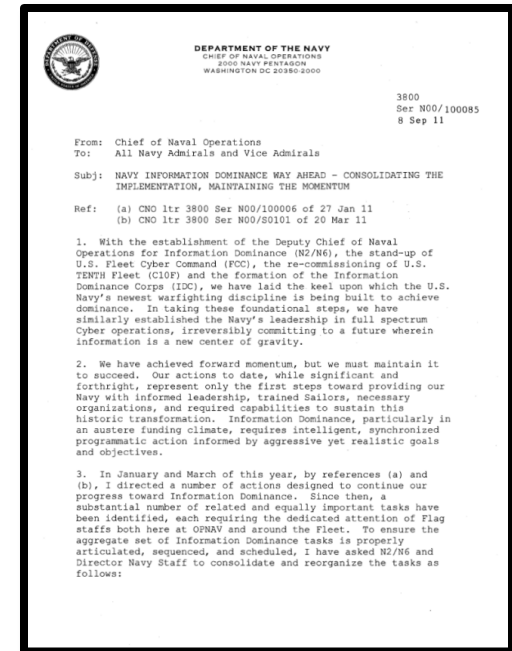 DEPARTMENT OF THE NAVY
CHIEF OF NAVAL OPERATIONS
2000 NAVY PENTAGON
WASHINGTON DC 20350-2000
3800
Ser N00/100085
8 Sep 11
From: Chief of Naval Operations
To: All Navy Admirals and Vice Admirals
Subj: NAVY INFORMATION DOMINANCE WAY AHEAD - CONSOLIDATING THE
IMPLEMENTATION, MAINTAINING THE MOMENTUM
Ref: (a) CNO ltr 3800 Ser N00/100006 of 27 Jan 11
(b) CNO ltr 3800 Ser N00/S0101 of 20 Mar 11
1. With the establishment of the Deputy Chief of Naval
Operations for Information Dominance (N2/N6), the stand-up of
U.S. Fleet Cyber Command (FCC), the re-commissioning of U.S.
TENTH Fleet (C10F) and the formation of the Information
Dominance Corps (IDC), we have laid the keel upon which the U.S.
Navy's newest warfighting discipline is being built to achieve
dominance. In taking these foundational steps, we have
similarly established the Navy's leadership in full spectrum
Cyber operations, irreversibly committing to a future wherein
information is a new center of gravity.
2. We have achieved forward momentum, but we must maintain it
to succeed. Our actions to date, while significant and
forthright, represent only the first steps toward providing our
Navy with informed leadership, trained Sailors, necessary
organizations, and required capabilities to sustain this
historic transformation. Information Dominance, particularly in
an austere funding climate, requires intelligent, synchronized
programmatic action informed by aggressive yet realistic goals
and objectives.
3. In January and March of this year, by references (a) and
(b), I directed a number of actions designed to continue our
progress toward Information Dominance. Since then, a
substantial number of related and equally important tasks have
been identified, each requiring the dedicated attention of Flag
staffs both here at OPNAV and around the Fleet. To ensure the
aggregate set of Information Dominance tasks is properly
articulated, sequenced, and scheduled, I have asked N2/N6 and
Director Navy Staff to consolidate and reorganize the tasks as
follows: